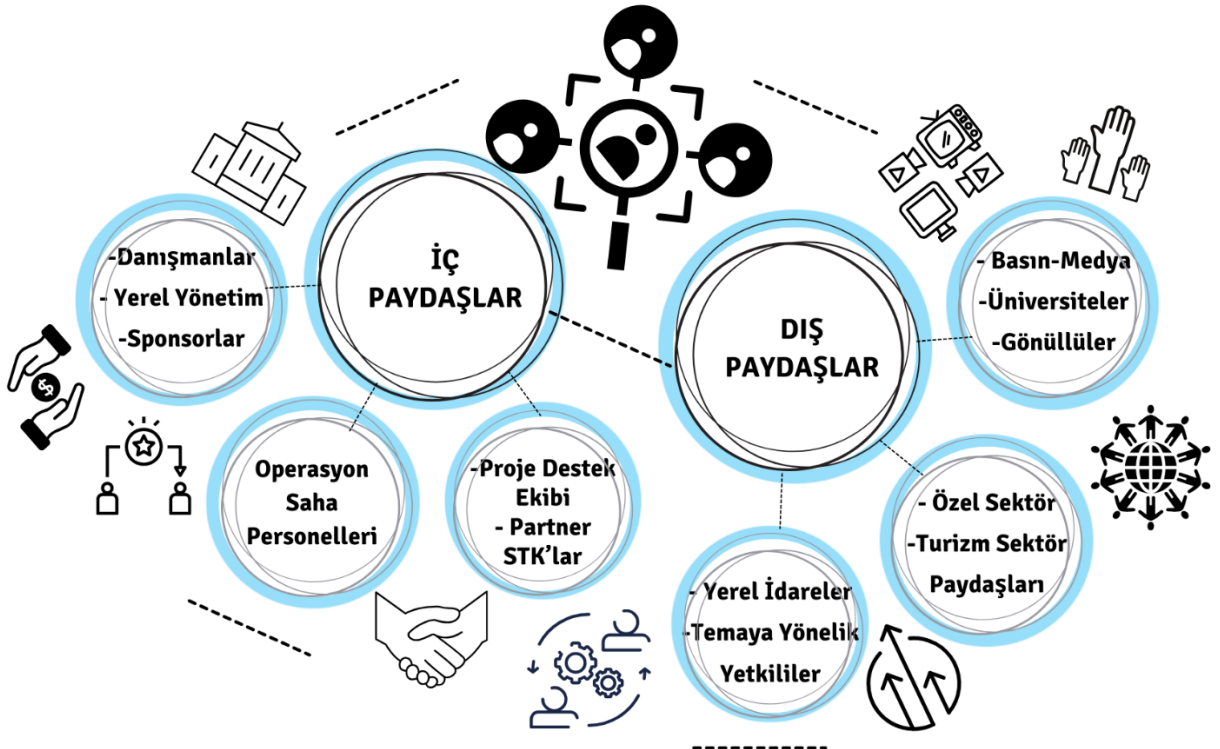 İÇ
PAYDAŞLAR
-Danışmanlar
- Yerel Yönetim
-Sponsorlar
Operasyon
Saha
Personelleri
-Proje Destek
Ekibi
- Partner
STK'lar
DIŞ
PAYDAŞLAR
- Basın-Medya
-Üniversiteler
-Gönüllüler
- Özel Sektör
-Turizm Sektör
Paydaşları
- Yerel İdareler
-Temaya Yönelik
Yetkililer